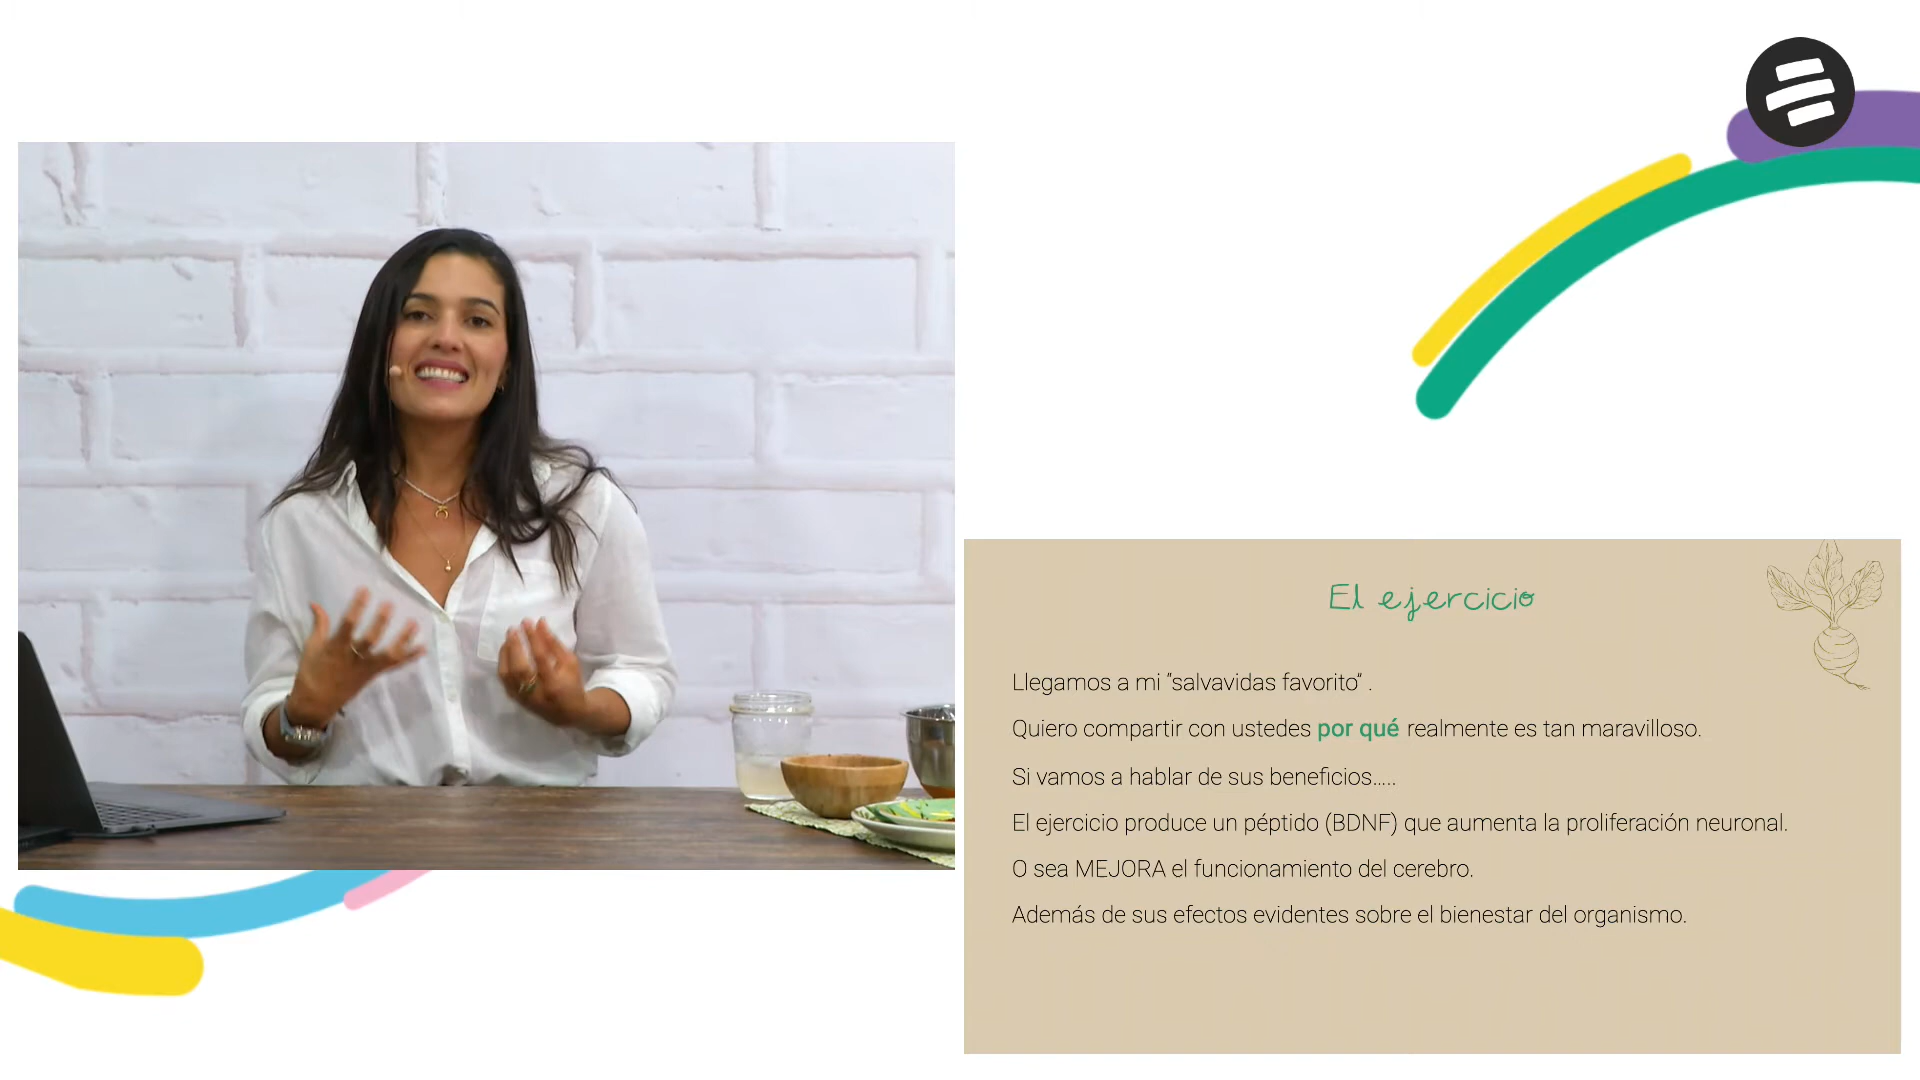 El ejercicio
Llegamos a mi "salvavidas favorito" .
Quiero compartir con ustedes por qué realmente es tan maravilloso.
Si vamos a hablar de sus beneficios.....
El ejercicio produce un péptido (BDNF) que aumenta la proliferación neuronal.
O sea MEJORA el funcionamiento del cerebro.
Además de sus efectos evidentes sobre el bienestar del organismo.